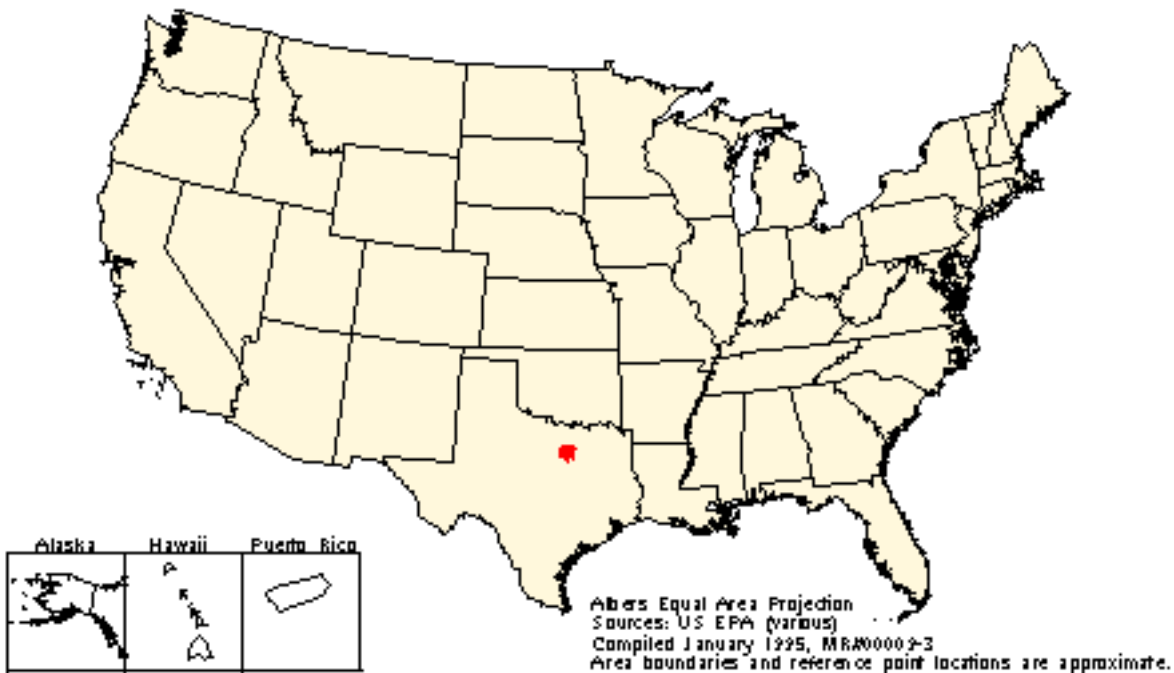 Alaska Hawaii Puerto Rico
Albers Equal Area Projection
Sources: US EPA (various)
Compiled January 1995, MR#00009-3
Area boundaries and reference point locations are approximate.